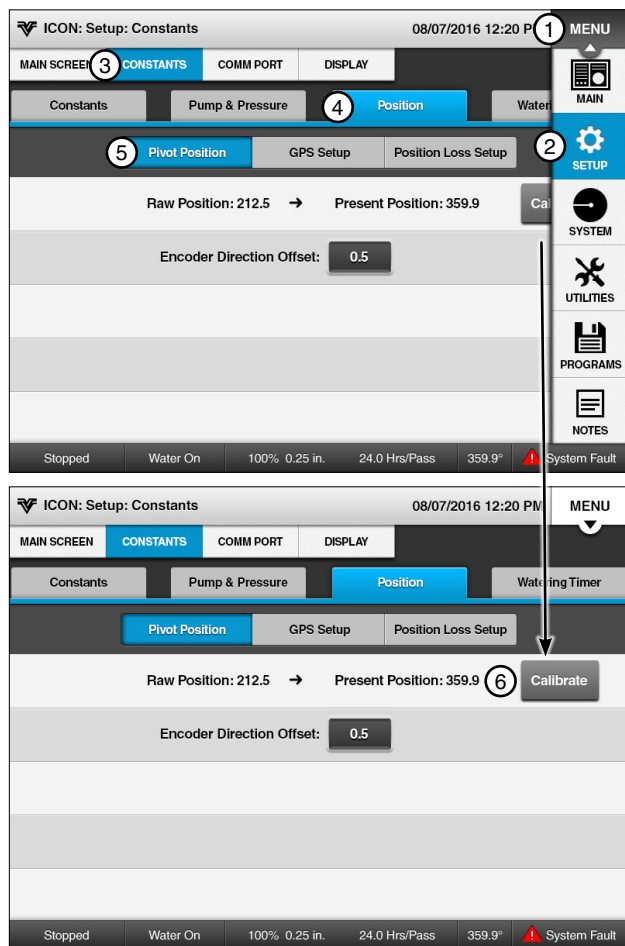 ICON: Setup: Constants
08/07/2016 12:20 P
1
MENU
MAIN SCREEN
3
CONSTANTS
COMM PORT
DISPLAY
MAIN
Constants
Pump & Pressure
4
Position
Wateri
2
SETUP
5
Pivot Position
GPS Setup
Position Loss Setup
Raw Position: 212.5 → Present Position: 359.9
Cal
SYSTEM
Encoder Direction Offset: 0.5
UTILITIES
PROGRAMS
NOTES
Stopped
Water On
100% 0.25 in.
24.0 Hrs/Pass
359.9°
System Fault
ICON: Setup: Constants
08/07/2016 12:20 PM
MENU
MAIN SCREEN
CONSTANTS
COMM PORT
DISPLAY
Constants
Pump & Pressure
Position
Watering Timer
Pivot Position
GPS Setup
Position Loss Setup
Raw Position: 212.5 → Present Position: 359.9
6
Calibrate
Encoder Direction Offset: 0.5
Stopped
Water On
100% 0.25 in.
24.0 Hrs/Pass
359.9°
System Fault